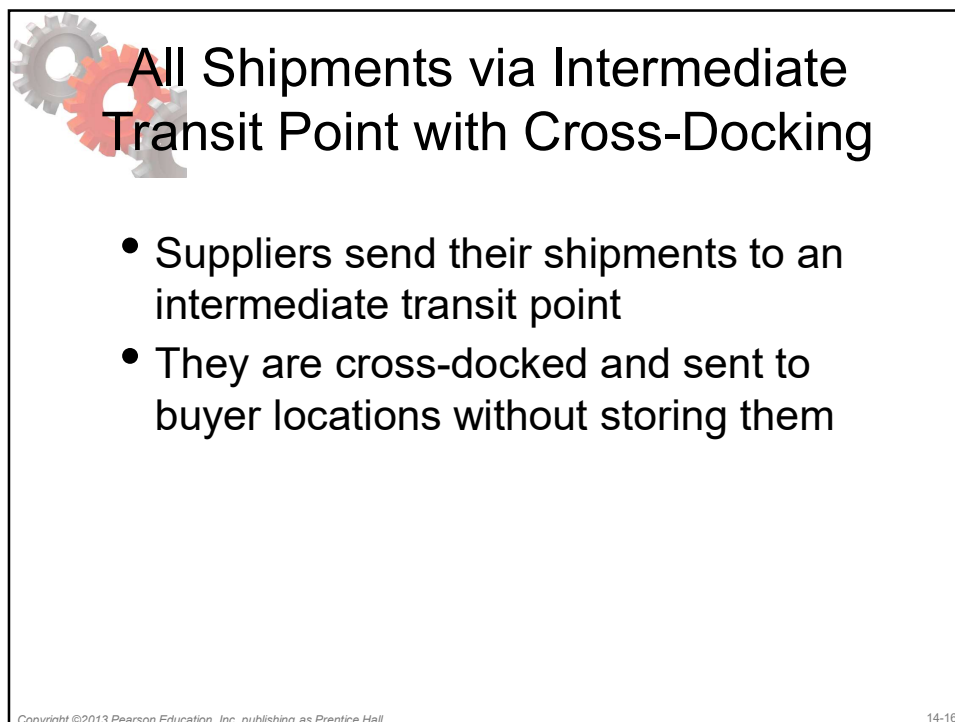 All Shipments via Intermediate
Transit Point with Cross-Docking
• Suppliers send their shipments to an
intermediate transit point
• They are cross-docked and sent to
buyer locations without storing them
Copyright ©2013 Pearson Education, Inc. publishing as Prentice Hall
14-16